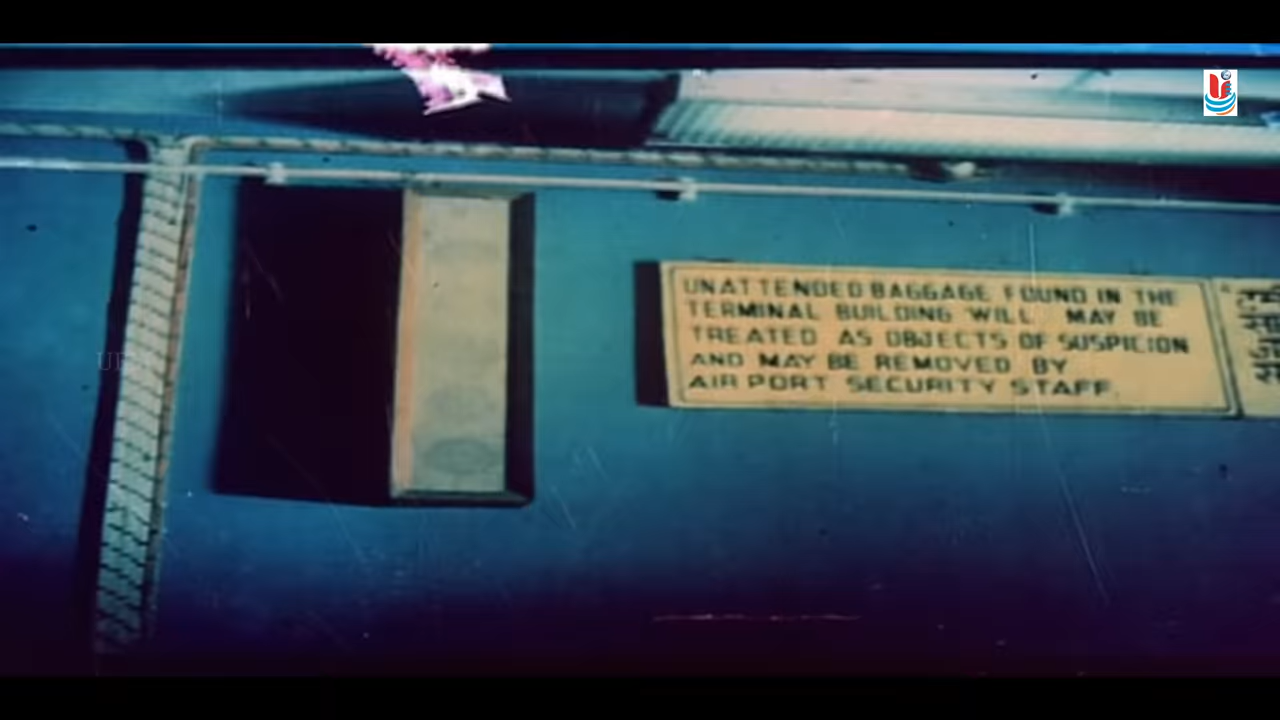 UNATTENDED BAGGAGE FOUND IN THE
TERMINAL BUILDING WILL MAY BE
TREATED AS OBJECTS OF SUSPICION
AND MAY BE REMOVED BY
AIR PORT SECURITY STAFF.